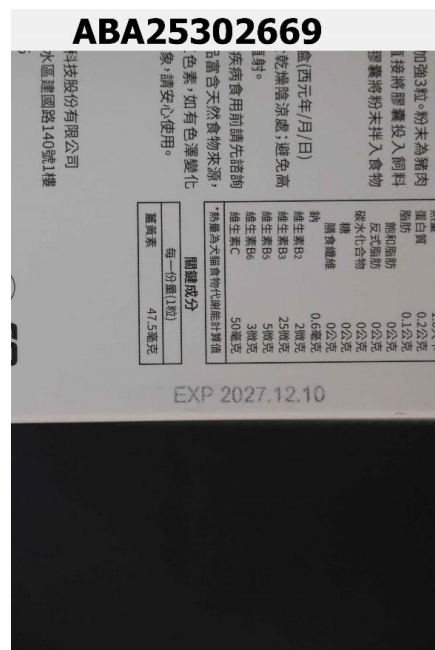 ABA25302669
加強3粒。粉末為豬肉
直接將膠囊投入飼料
膠囊將粉末拌入食物
盒(西元年/月/日)
乾燥陰涼處;避免高
直射。
疾病食用前請先諮詢
品富含天然食物來源,
色素,如有色澤變化
象,請安心使用。
科技股份有限公司
水區建國路140號1樓
熱量
蛋白質 0.2公克
脂肪 0.1公克
飽和脂肪 0公克
反式脂肪 0公克
碳水化合物 0公克
糖 0公克
膳食纖維 0公克
鈉 0.6毫克
維生素B2 2微克
維生素B3 25微克
維生素B5 5微克
維生素B6 3微克
維生素C 50毫克
*熱量為犬貓食物代謝能計算值
關鍵成分
每一份量(1粒)
薑黃素 47.5毫克
EXP 2027.12.10